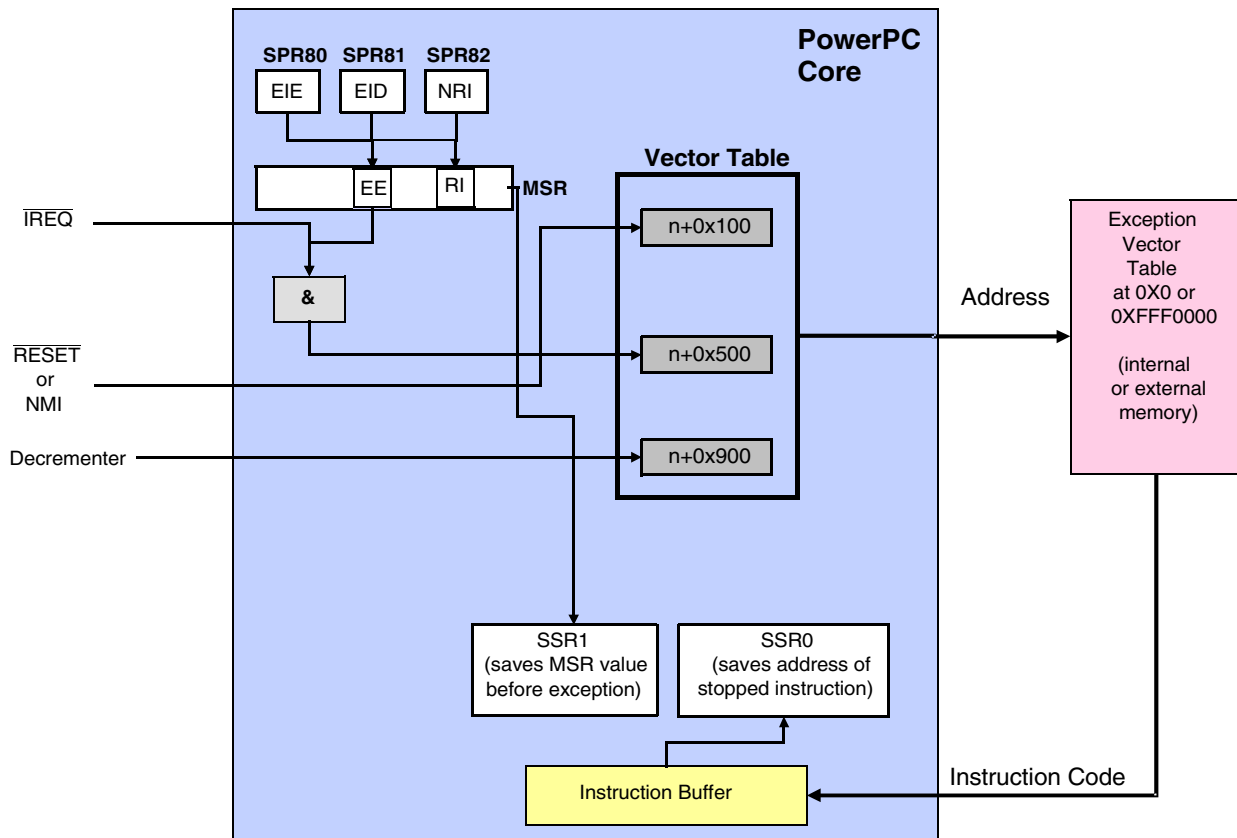 PowerPC
Core
SPR80 SPR81 SPR82
EIE EID NRI
EE RI MSR
Vector Table
IREQ
n+0x100
&
Exception
Vector
Table
at 0X0 or
0XFFF0000
(internal
or external
memory)
Address
RESET
or
NMI
n+0x500
Decrementer
n+0x900
SSR1
(saves MSR value
before exception)
SSR0
(saves address of
stopped instruction)
Instruction Buffer
Instruction Code